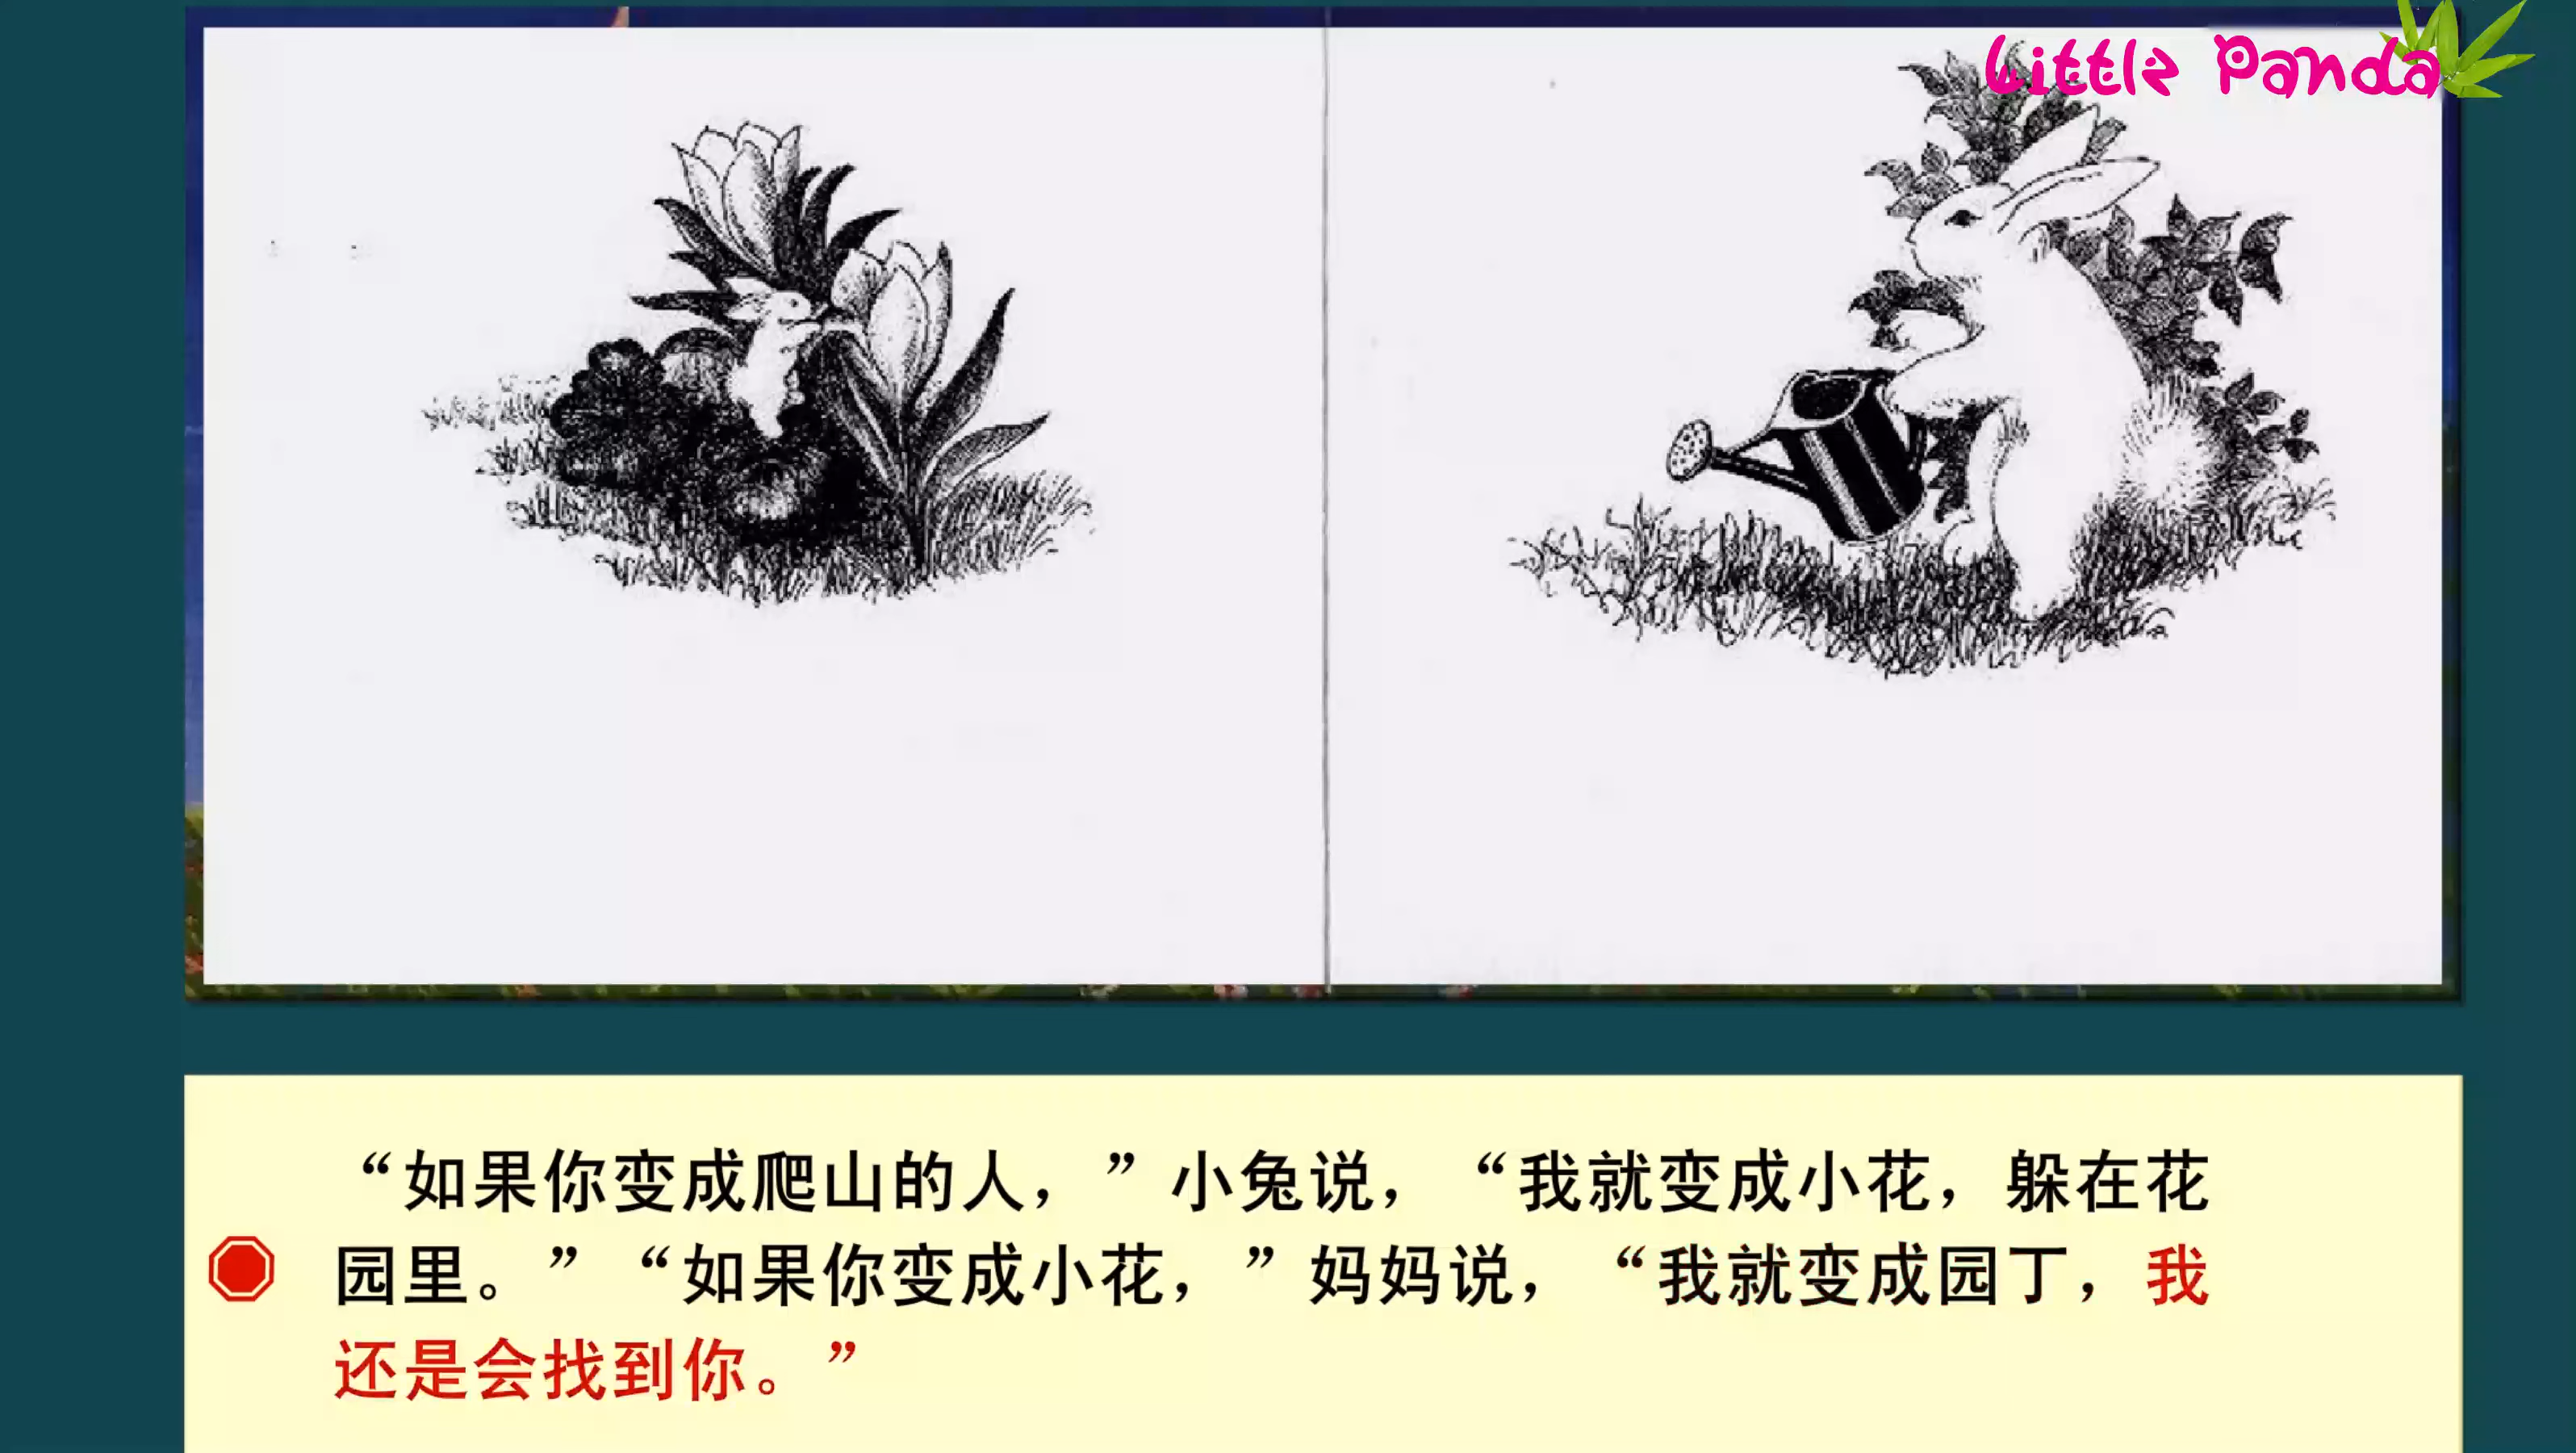 Little Panda
“如果你变成爬山的人，”小兔说，“我就变成小花，躲在花
园里。”“如果你变成小花，”妈妈说，“我就变成园丁，我
还是会找到你。”